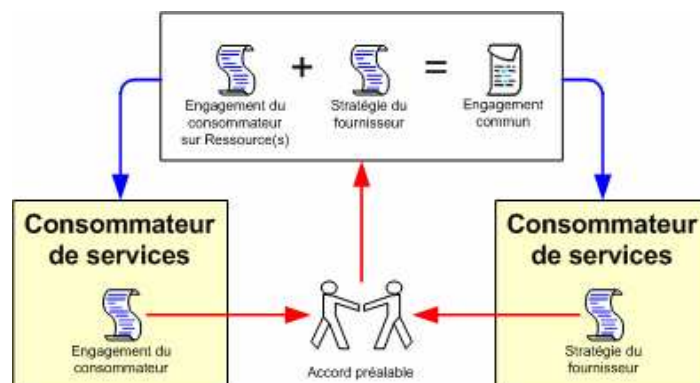 +
=
Engagement du
consommateur
sur Ressource(s)
Stratégie du
fournisseur
Engagement
commun
Consommateur
de services
Engagement du
consommateur
Accord préalable
Consommateur
de services
Stratégie du
fournisseur